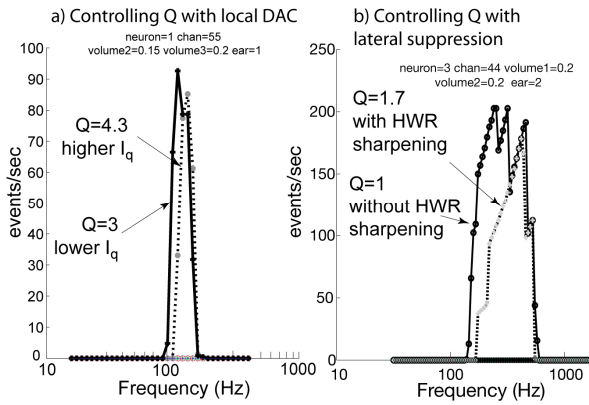 a) Controlling Q with local DAC
neuron=1 chan=55
volume2=0.15 volume3=0.2 ear=1
100
90
80
70
60
50
40
30
20
10
0
events/sec
Q=4.3
higher Iq
Q=3
lower Iq
10
100
1000
Frequency (Hz)
b) Controlling Q with
lateral suppression
neuron=3 chan=44 volume1=0.2
volume2=0.2 ear=2
250
200
150
100
50
0
events/sec
Q=1.7
with HWR
sharpening
Q=1
without HWR
sharpening
10
100
1000
Frequency (Hz)